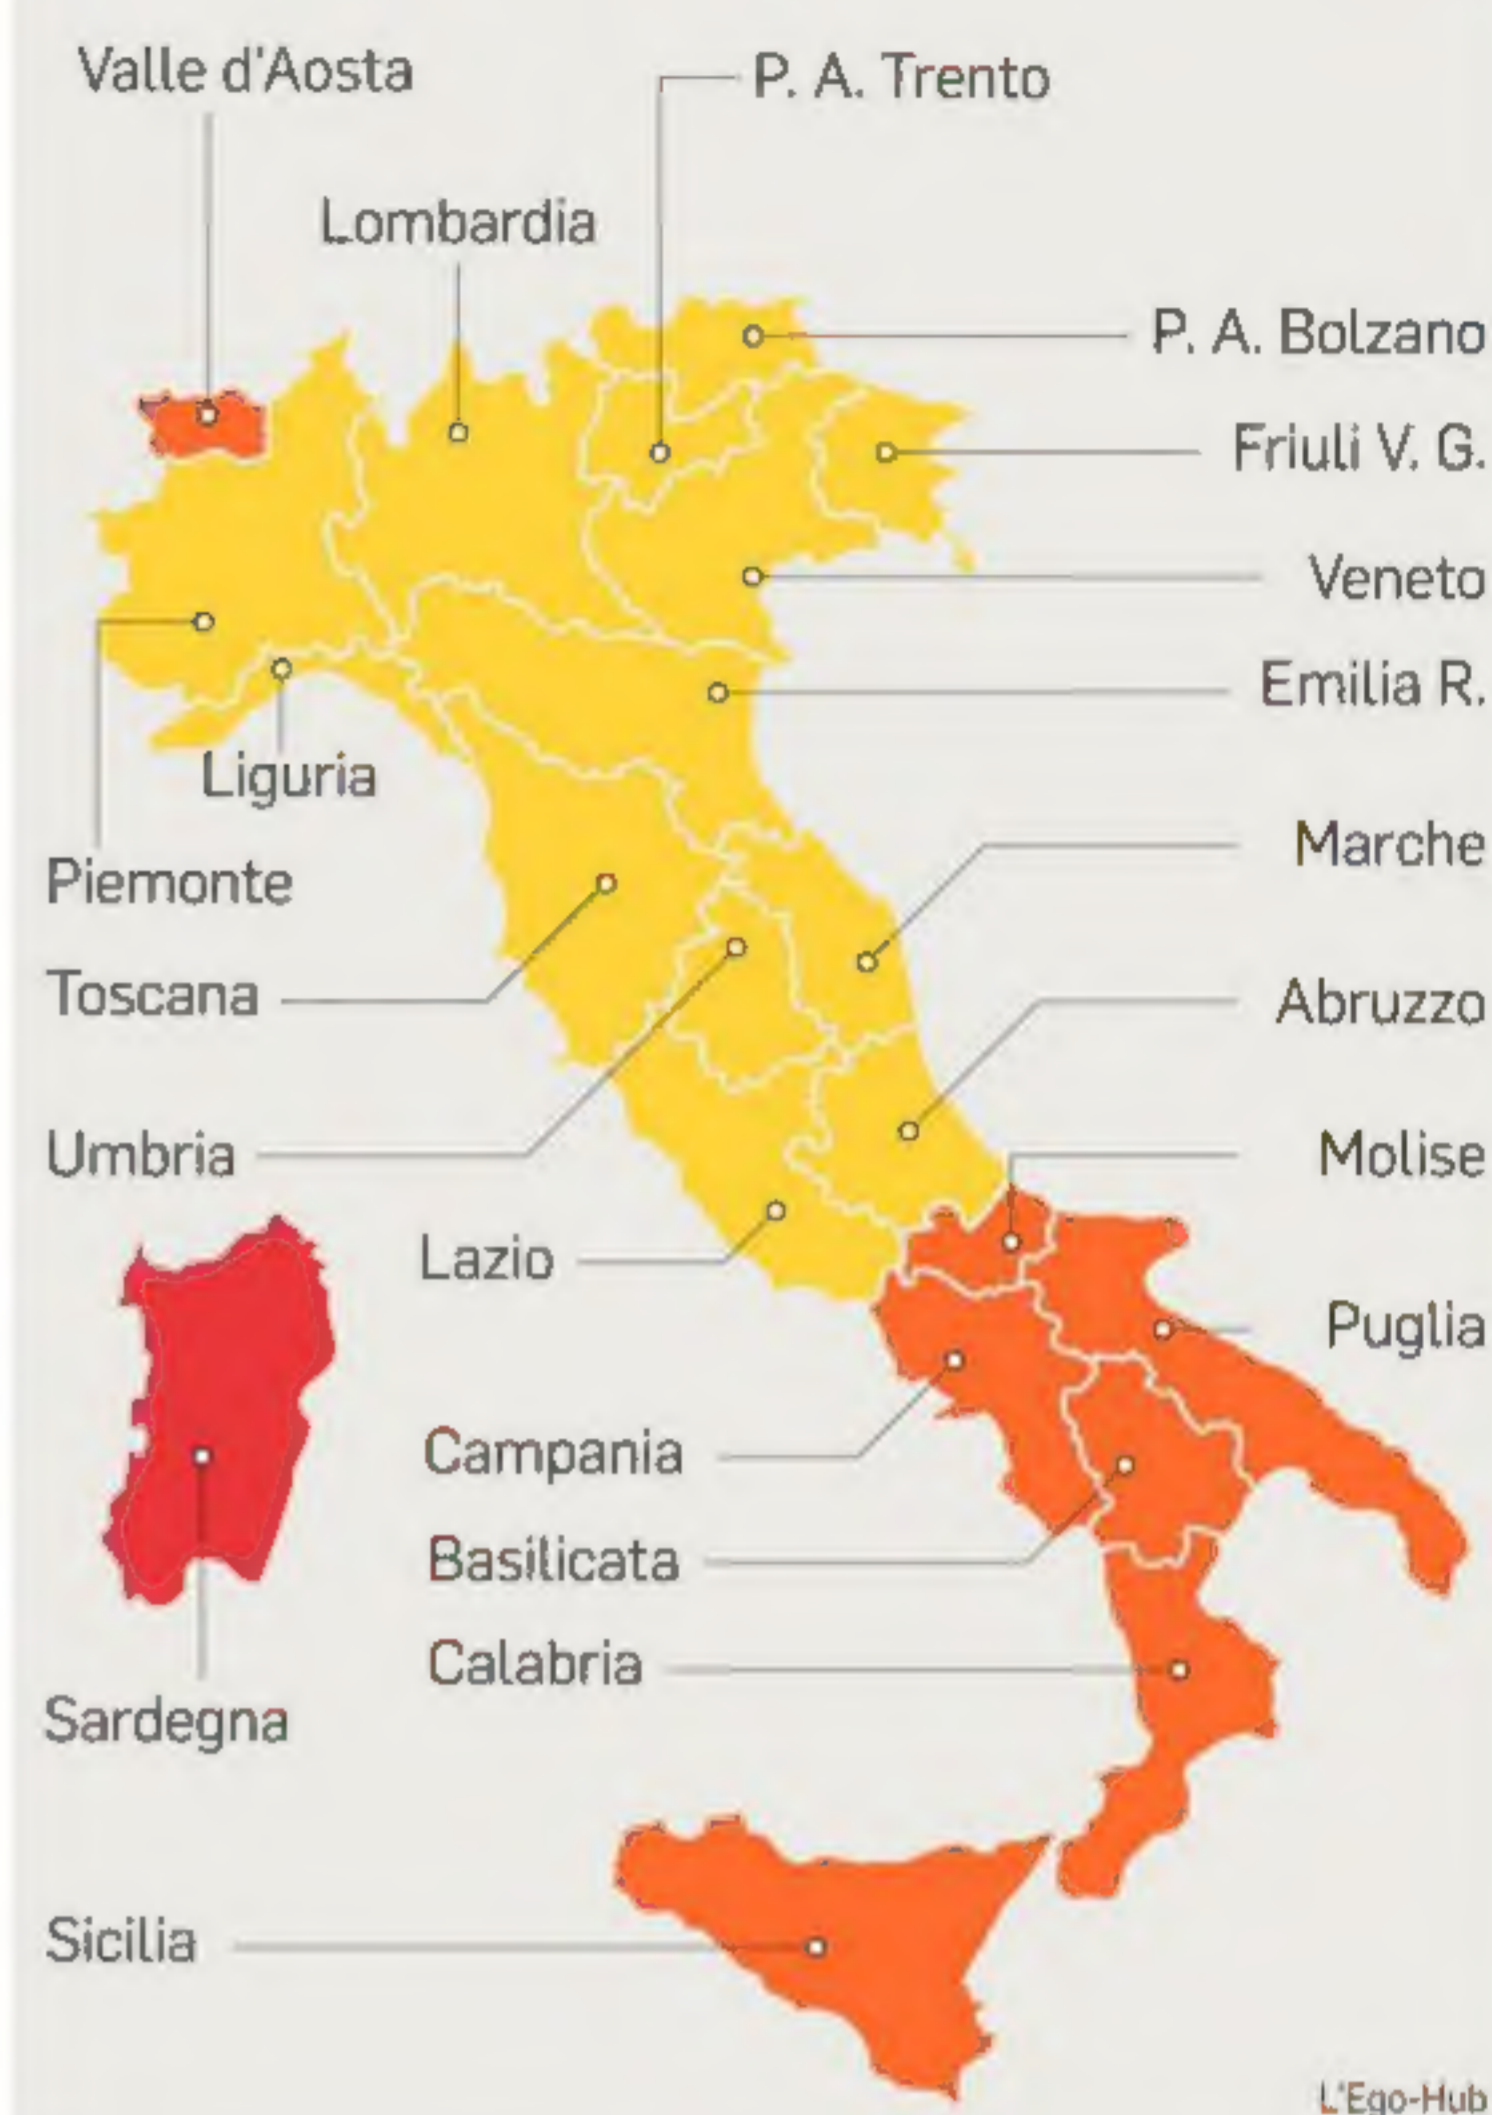 Valle d'Aosta
P. A. Trento
Lombardia
P. A. Bolzano
Friuli V. G.
Veneto
Emilia R.
Liguria
Marche
Piemonte
Toscana
Abruzzo
Umbria
Molise
Lazio
Puglia
Campania
Basilicata
Calabria
Sardegna
Sicilia
L'Ego-Hub